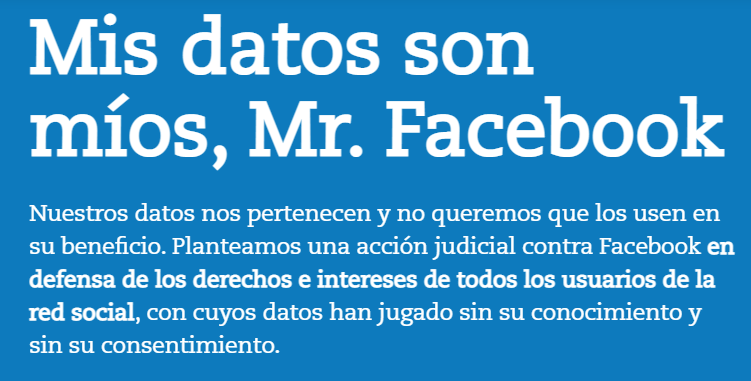 Mis datos son
míos, Mr. Facebook
Nuestros datos nos pertenecen y no queremos que los usen en
su beneficio. Planteamos una acción judicial contra Facebook en
defensa de los derechos e intereses de todos los usuarios de la
red social, con cuyos datos han jugado sin su conocimiento y
sin su consentimiento.